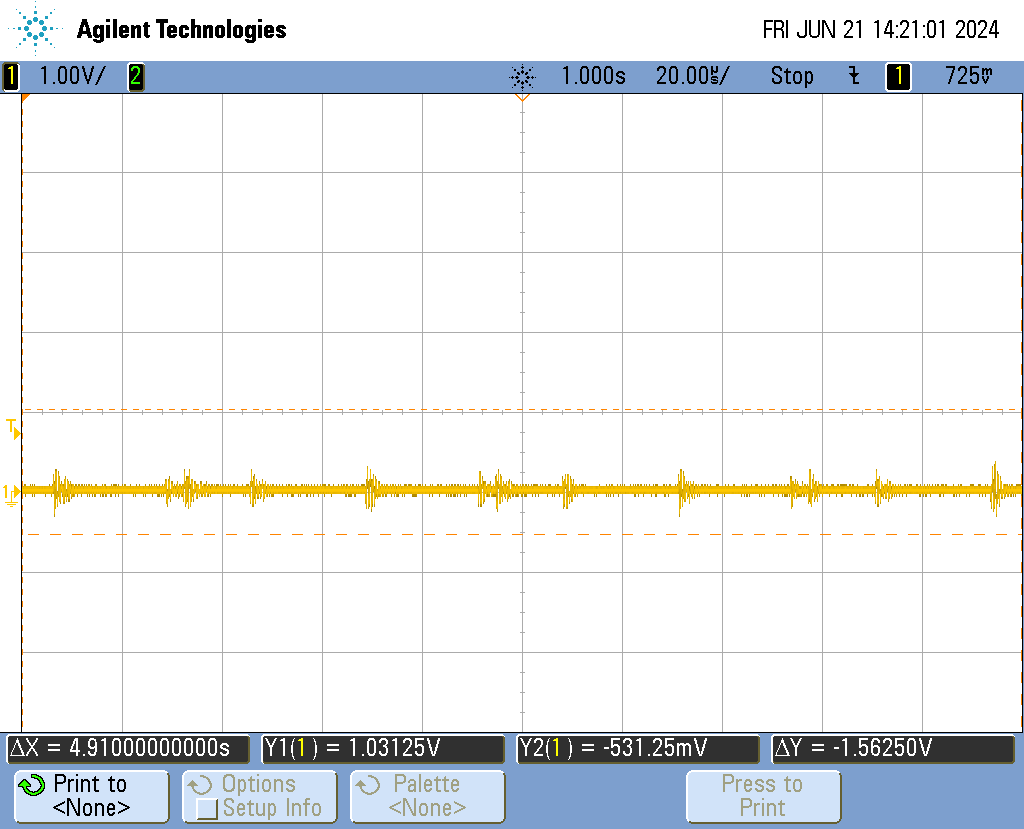 Agilent Technologies
FRI JUN 21 14:21:01 2024
1 1.00V/ 2 1.000s 20.00µs/ Stop 1 725mV
T
1
ΔX = 4.91000000000s Y1(1) = 1.03125V Y2(1) = -531.25mV ΔY = -1.56250V
Print to
<None>
Options
Setup Info
Palette
<None>
Press to
Print